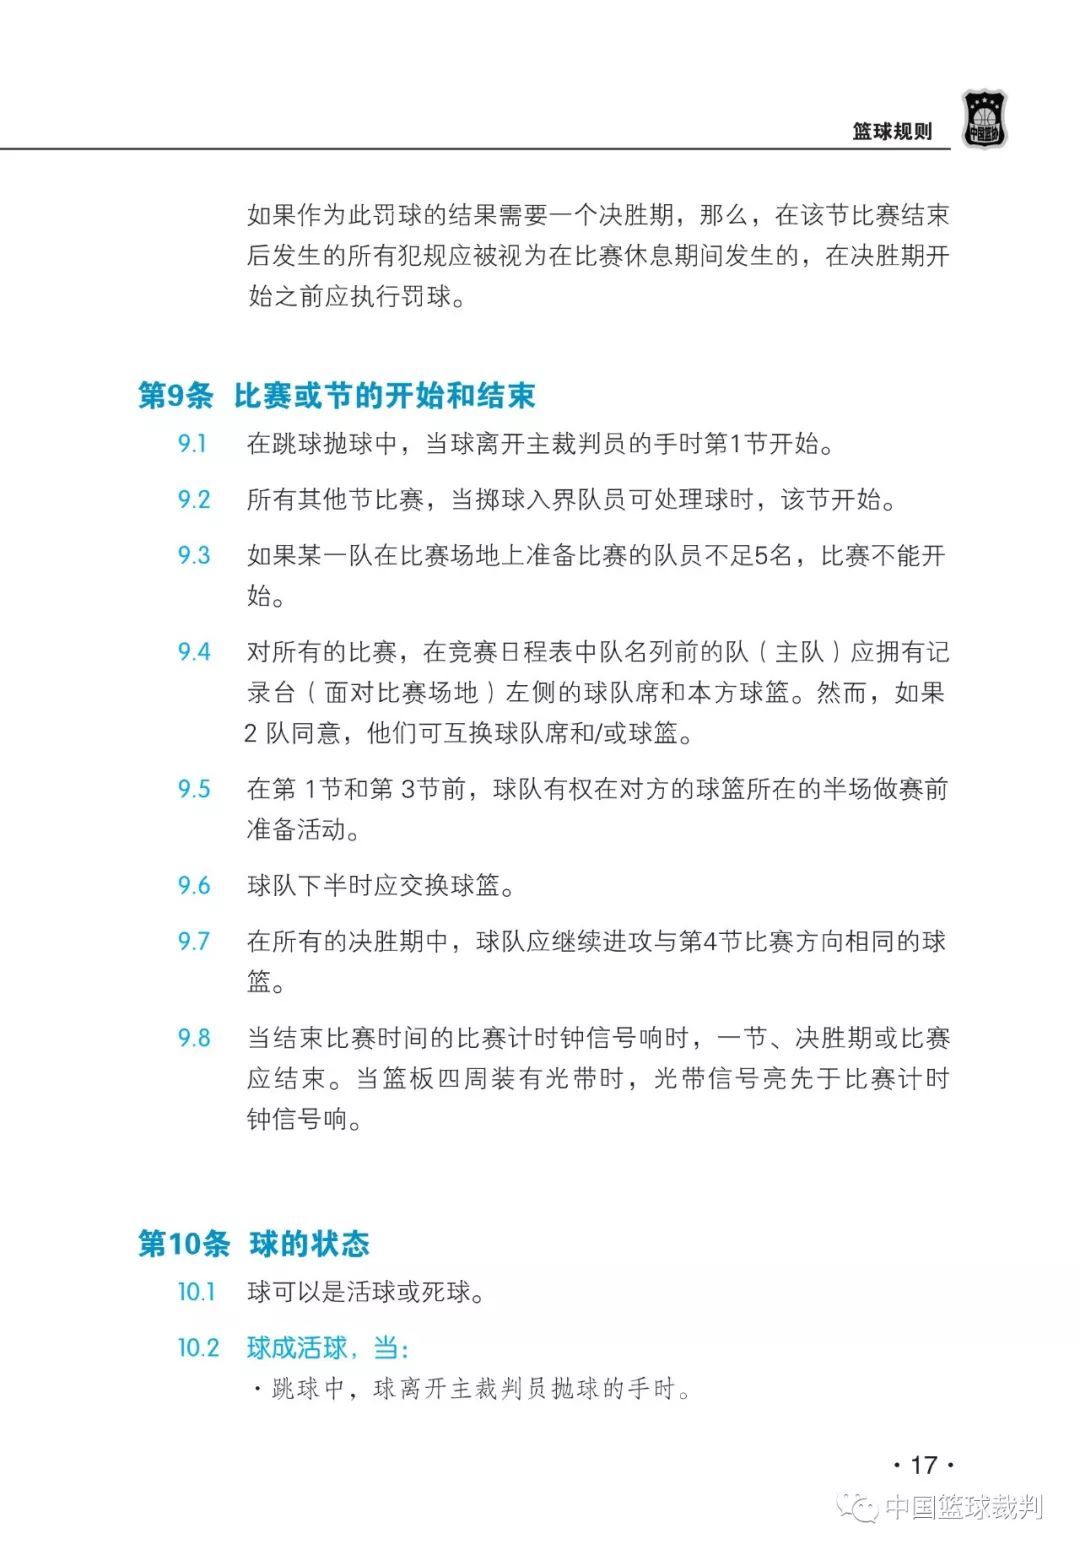 篮球规则
中国篮协
如果作为此罚球的结果需要一个决胜期，那么，在该节比赛结束
后发生的所有犯规应被视为在比赛休息期间发生的，在决胜期开
始之前应执行罚球。
第9条 比赛或节的开始和结束
9.1 在跳球抛球中，当球离开主裁判员的手时第1节开始。
9.2 所有其他节比赛，当掷球入界队员可处理球时，该节开始。
9.3 如果某一队在比赛场地上准备比赛的队员不足5名，比赛不能开
始。
9.4 对所有的比赛，在竞赛日程表中队名列前的队（主队）应拥有记
录台（面对比赛场地）左侧的球队席和本方球篮。然而，如果
2 队同意，他们可互换球队席和/或球篮。
9.5 在第 1节和第 3节前，球队有权在对方的球篮所在的半场做赛前
准备活动。
9.6 球队下半时应交换球篮。
9.7 在所有的决胜期中，球队应继续进攻与第4节比赛方向相同的球
篮。
9.8 当结束比赛时间的比赛计时钟信号响时，一节、决胜期或比赛
应结束。当篮板四周装有光带时，光带信号亮先于比赛计时
钟信号响。
第10条 球的状态
10.1 球可以是活球或死球。
10.2 球成活球，当：
·跳球中，球离开主裁判员抛球的手时。
·17·
中国篮球裁判